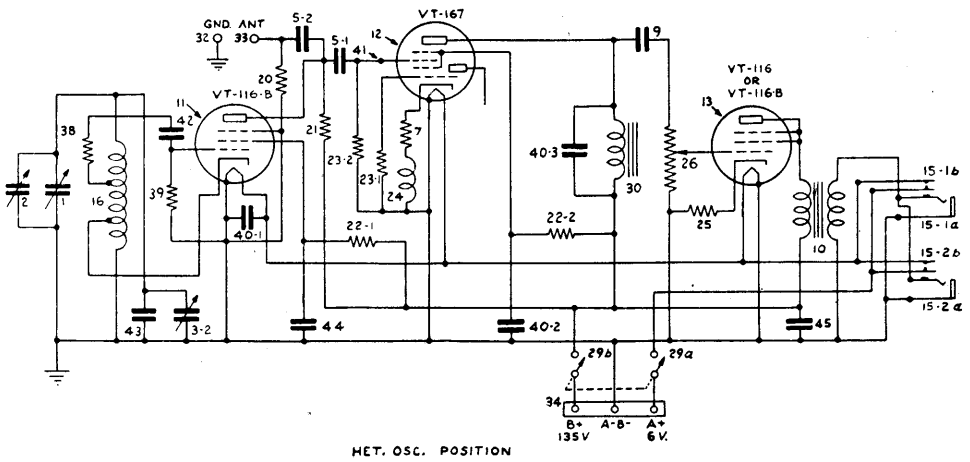 GND. ANT
32
33
5-2
5-1
41
12
VT-167
9
VT-116
OR
VT-116-B
13
20
VT-116-B
11
42
38
21
23-2
23-1
7
24
40-3
30
26
2
1
16
39
40-1
22-1
22-2
25
10
15-1b
15-1a
15-2b
15-2a
43
3-2
44
40-2
45
29b
29a
34
B+
135V
A-B-
A+
6V.
HET. OSC. POSITION